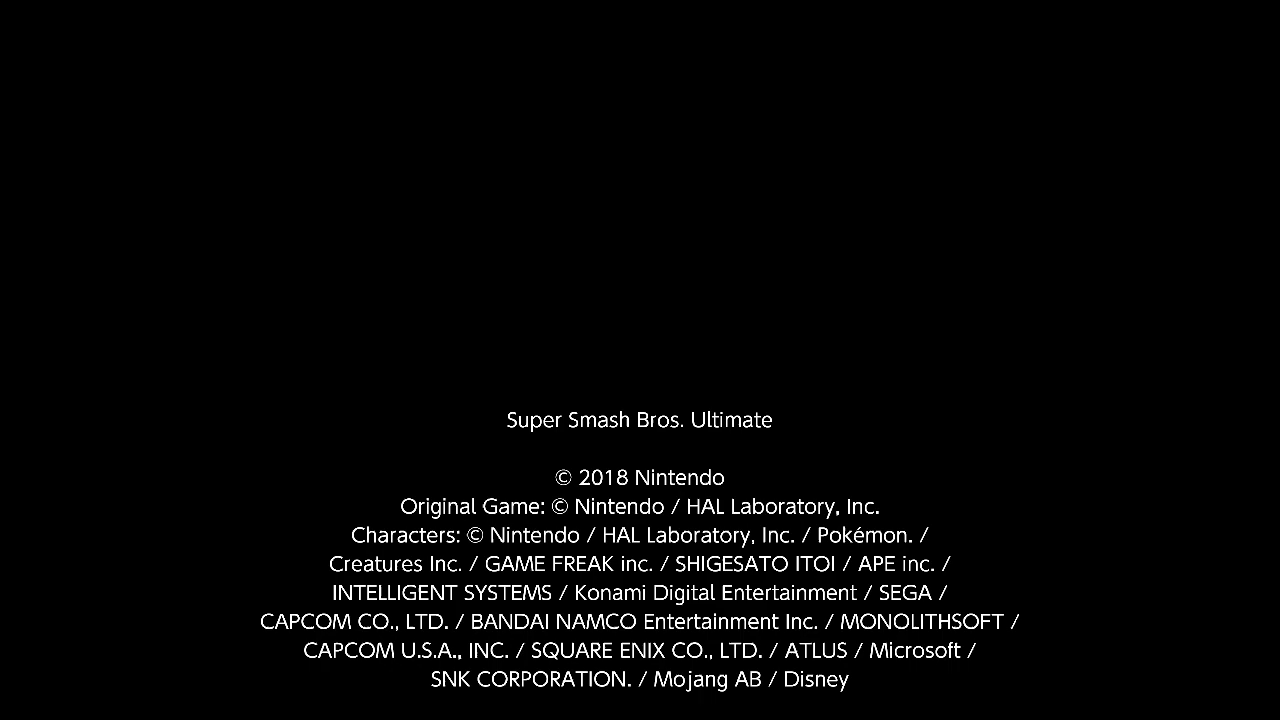 Super Smash Bros. Ultimate
© 2018 Nintendo
Original Game: © Nintendo / HAL Laboratory, Inc.
Characters: © Nintendo / HAL Laboratory, Inc. / Pokémon. /
Creatures Inc. / GAME FREAK inc. / SHIGESATO ITOI / APE inc. /
INTELLIGENT SYSTEMS / Konami Digital Entertainment / SEGA /
CAPCOM CO., LTD. / BANDAI NAMCO Entertainment Inc. / MONOLITHSOFT /
CAPCOM U.S.A., INC. / SQUARE ENIX CO., LTD. / ATLUS / Microsoft /
SNK CORPORATION. / Mojang AB / Disney